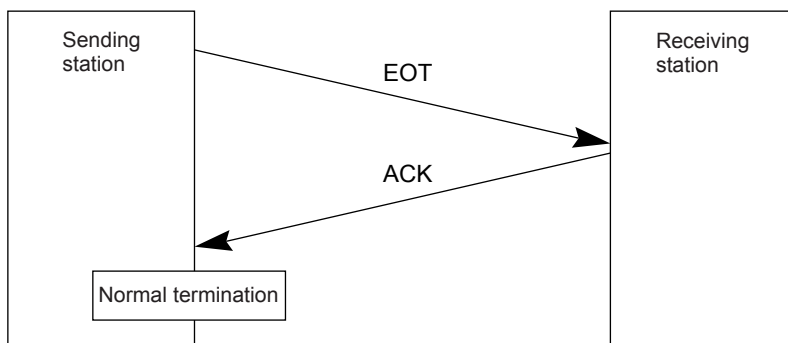 Sending
station
EOT
Receiving
station
ACK
Normal termination